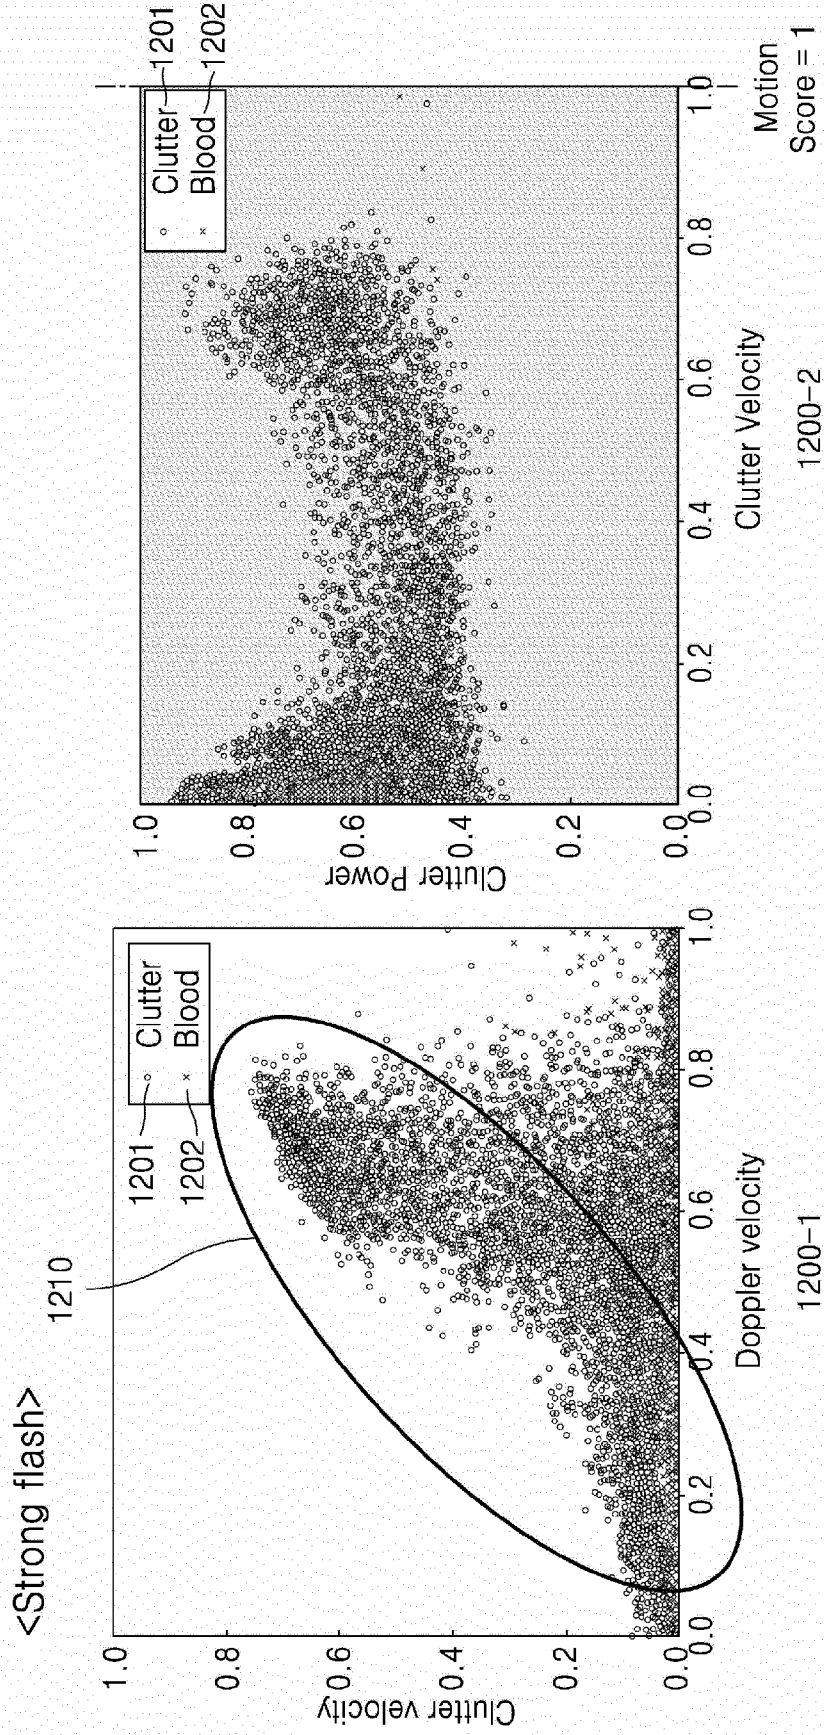 <Strong flash>
1210
1201
1202
Clutter
Blood
Clutter velocity
1.0
0.8
0.6
0.4
0.2
0.0
0.0
0.2
0.4
0.6
0.8
1.0
Doppler velocity
1200-1
Clutter
Blood
1201
1202
Clutter Power
1.0
0.8
0.6
0.4
0.2
0.0
0.0
0.2
0.4
0.6
0.8
1.0
Clutter Velocity
1200-2
Motion
Score = 1